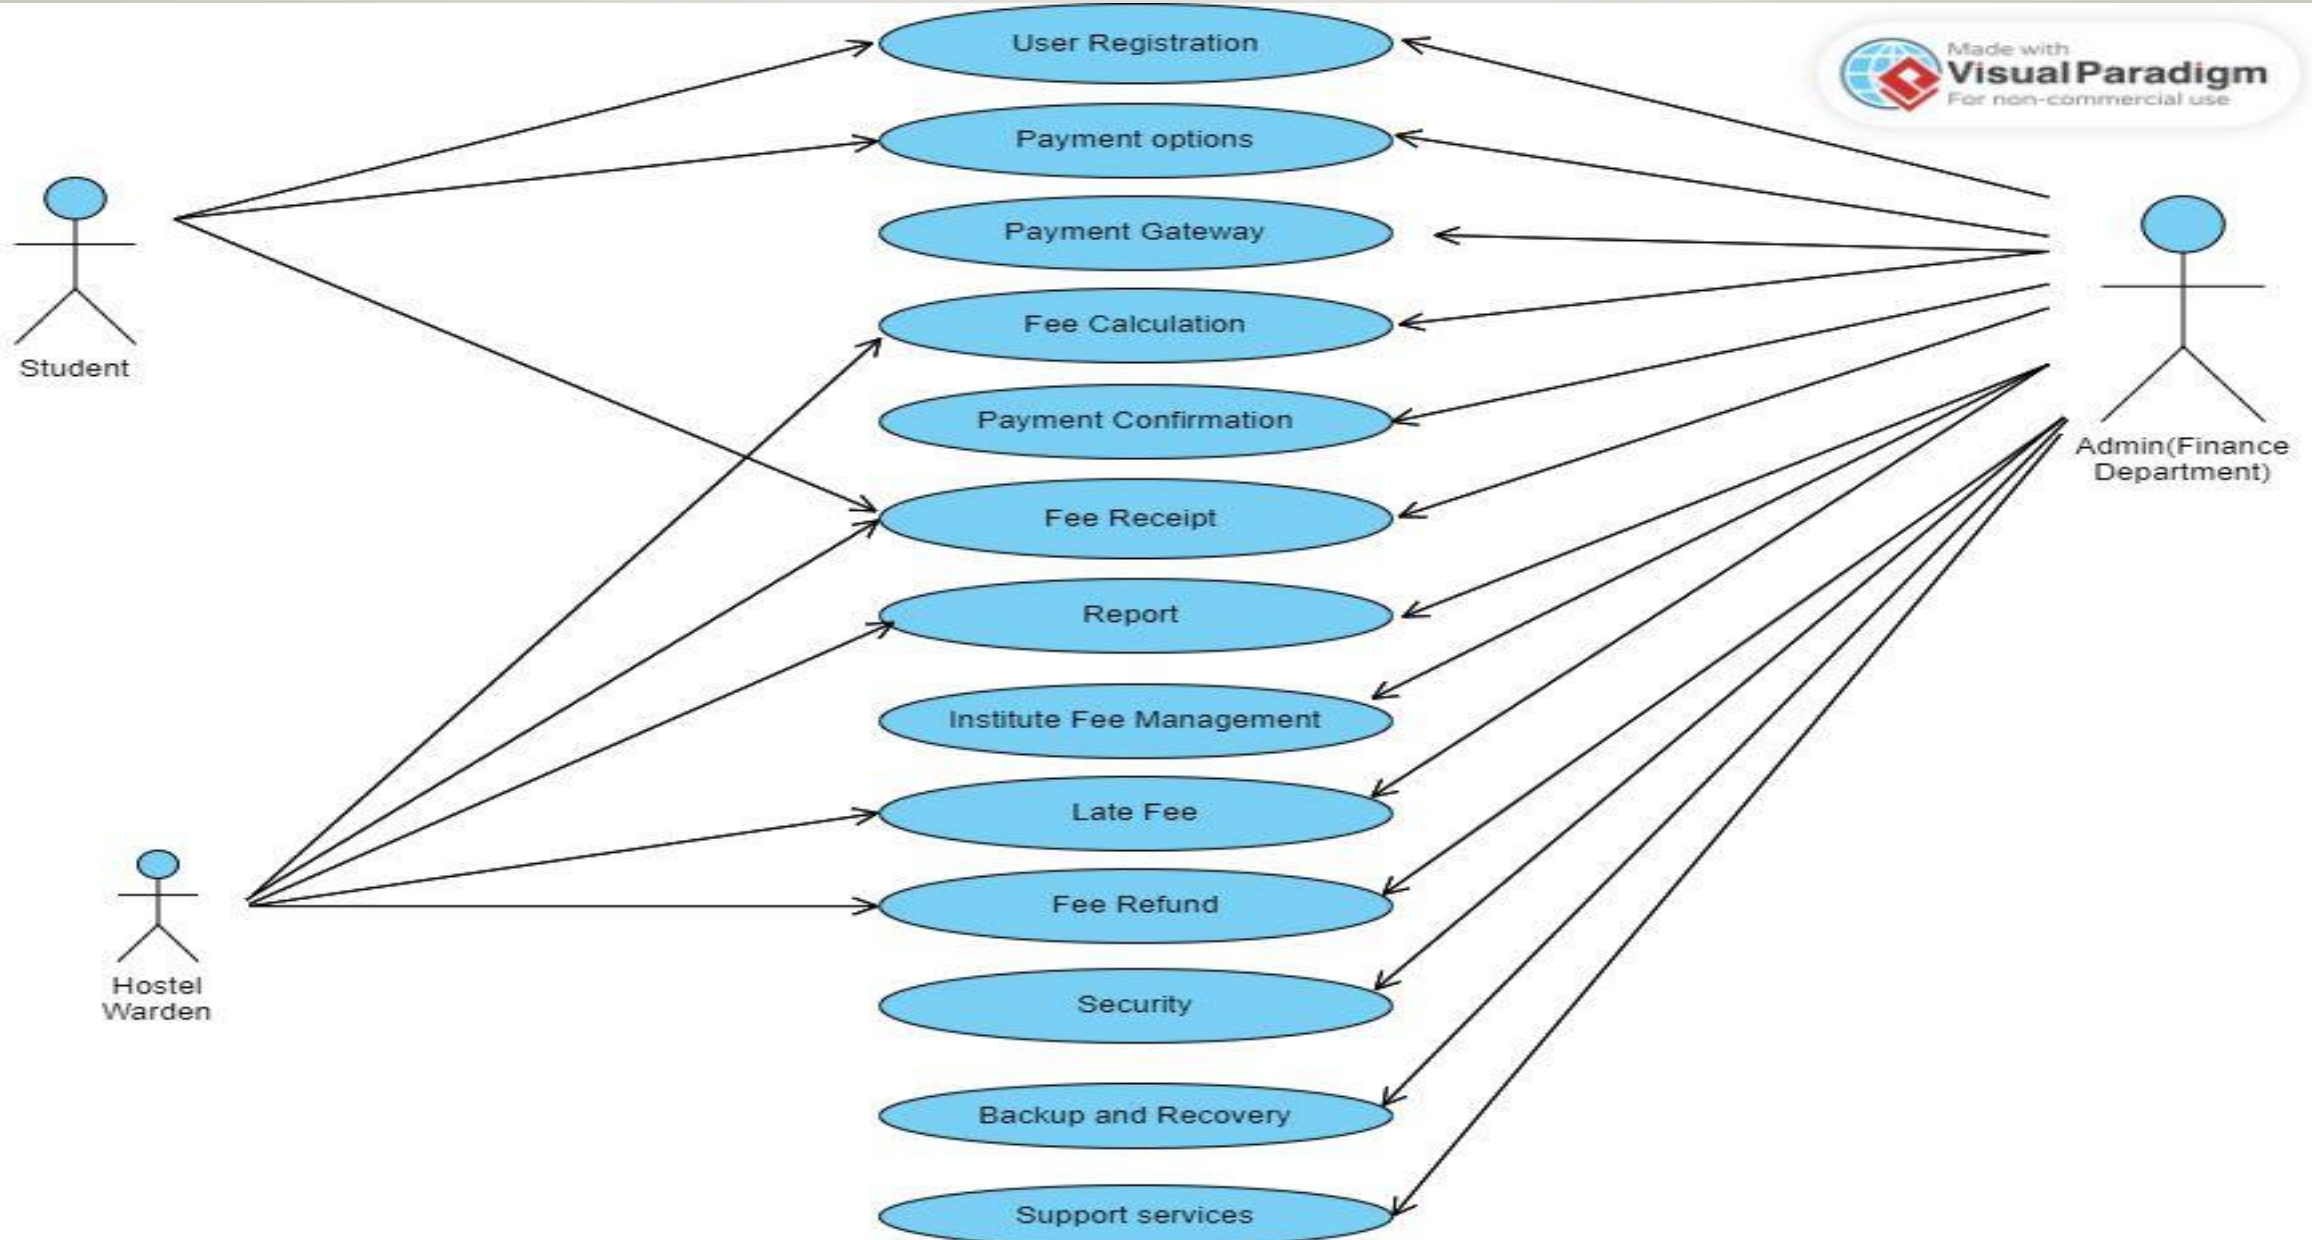 User Registration
Made with
Visual Paradigm
For non-commercial use
Payment options
Payment Gateway
Fee Calculation
Student
Payment Confirmation
Admin(Finance
Department)
Fee Receipt
Report
Institute Fee Management
Late Fee
Fee Refund
Hostel
Warden
Security
Backup and Recovery
Support services